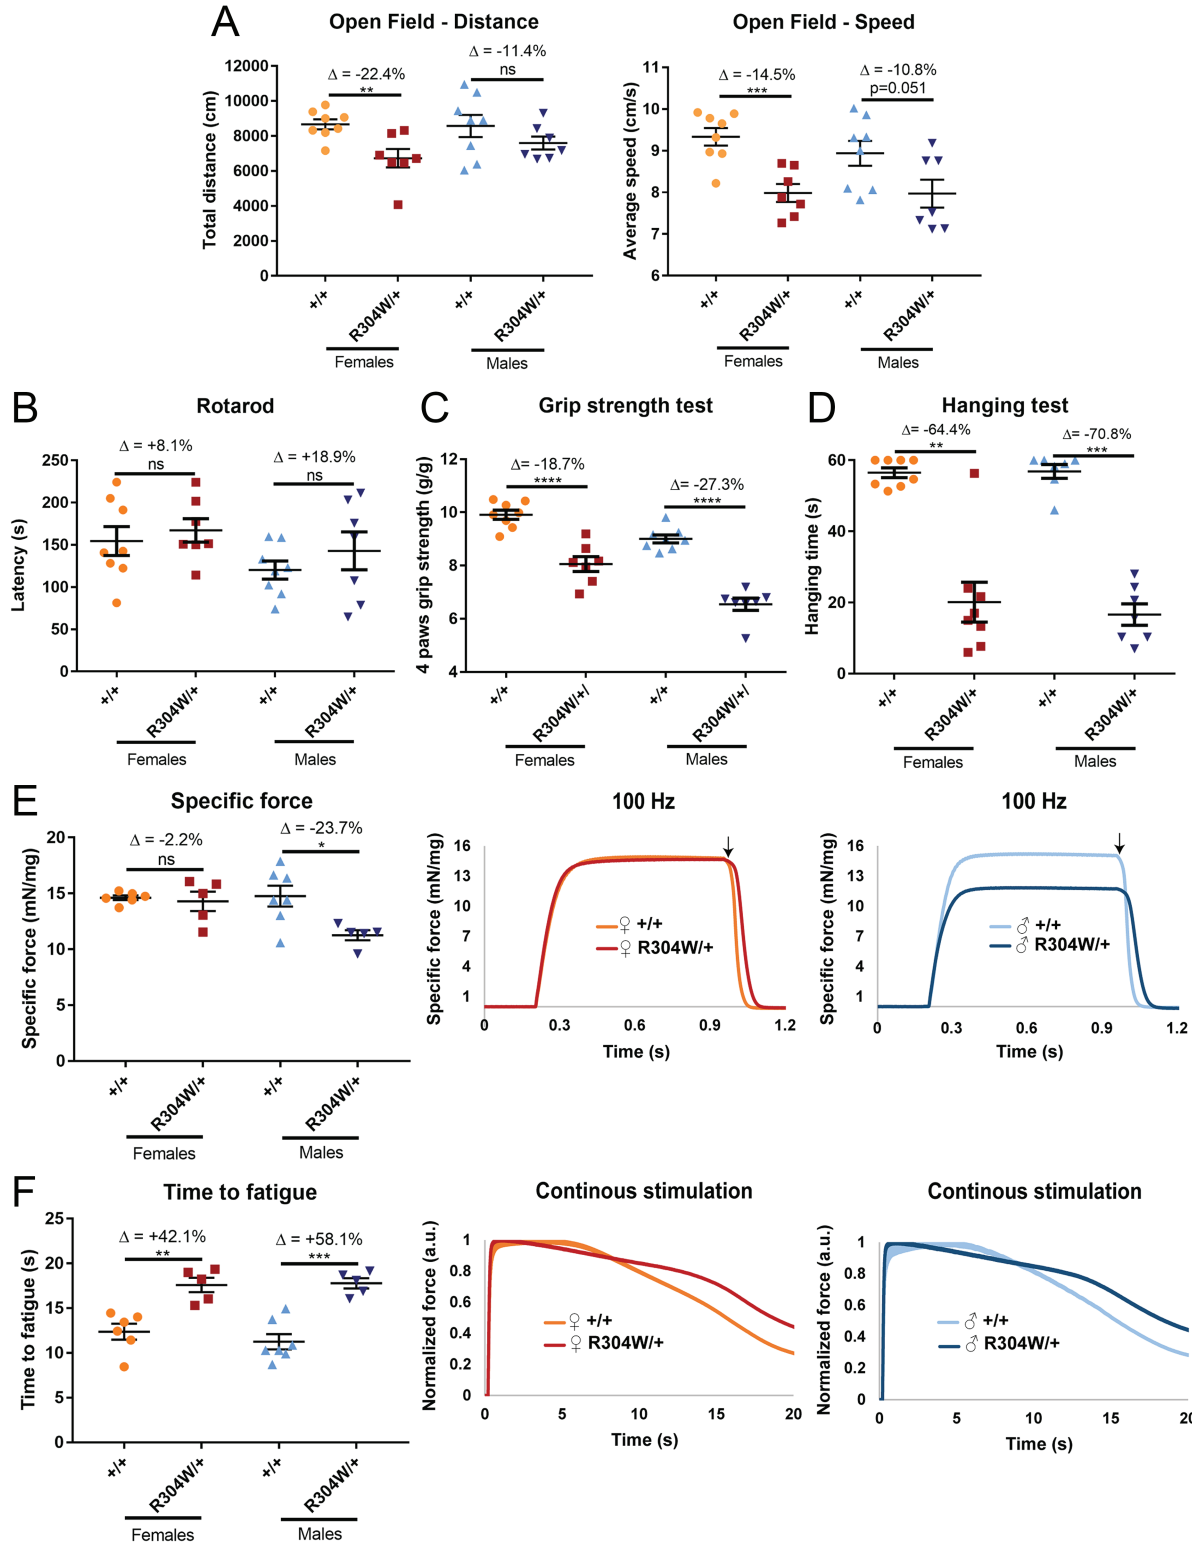 A
Open Field - Distance
Δ = -22.4%
**
Δ = -11.4%
ns
Total distance (cm)
12000
10000
8000
6000
4000
2000
0
+/+
R304W/+
+/+
R304W/+
Females
Males
Open Field - Speed
Δ = -14.5%
***
Δ = -10.8%
p=0.051
Average speed (cm/s)
11
10
9
8
7
6
+/+
R304W/+
+/+
R304W/+
Females
Males
B
Rotarod
Δ = +8.1%
ns
Δ = +18.9%
ns
Latency (s)
250
200
150
100
50
0
+/+
R304W/+
+/+
R304W/+
Females
Males
C
Grip strength test
Δ= -18.7%
****
Δ= -27.3%
****
4 paws grip strength (g/g)
12
10
8
6
4
+/+
R304W/+/
+/+
R304W/+/
Females
Males
D
Hanging test
Δ= -64.4%
**
Δ= -70.8%
***
Hanging time (s)
60
40
20
0
+/+
R304W/+
+/+
R304W/+
Females
Males
E
Specific force
Δ = -2.2%
ns
Δ = -23.7%
*
Specific force (mN/mg)
20
15
10
5
0
+/+
R304W/+
+/+
R304W/+
Females
Males
100 Hz
Specific force (mN/mg)
16
13
10
7
4
1
♀ +/+
♀ R304W/+
0 0.3 0.6 0.9 1.2
Time (s)
100 Hz
Specific force (mN/mg)
16
13
10
7
4
1
♂ +/+
♂ R304W/+
0 0.3 0.6 0.9 1.2
Time (s)
F
Time to fatigue
Δ = +42.1%
**
Δ = +58.1%
***
Time to fatigue (s)
25
20
15
10
5
0
+/+
R304W/+
+/+
R304W/+
Females
Males
Continous stimulation
Normalized force (a.u.)
1
0.8
0.6
0.4
0.2
0
♀ +/+
♀ R304W/+
0 5 10 15 20
Time (s)
Continous stimulation
Normalized force (a.u.)
1
0.8
0.6
0.4
0.2
0
♂ +/+
♂ R304W/+
0 5 10 15 20
Time (s)